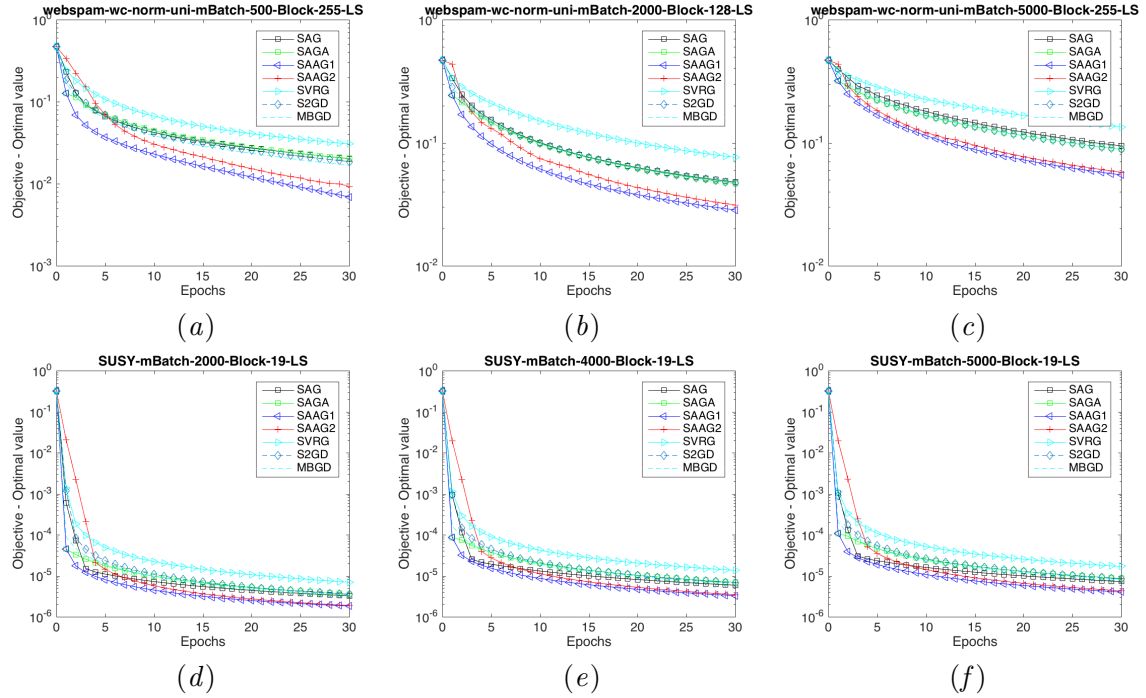 webspam-wc-norm-uni-mBatch-500-Block-255-LS
10^0
10^-1
10^-2
10^-3
Objective - Optimal value
0 5 10 15 20 25 30
Epochs
SAG
SAGA
SAAG1
SAAG2
SVRG
S2GD
MBGD
(a)
webspam-wc-norm-uni-mBatch-2000-Block-128-LS
10^0
10^-1
10^-2
Objective - Optimal value
0 5 10 15 20 25 30
Epochs
SAG
SAGA
SAAG1
SAAG2
SVRG
S2GD
MBGD
(b)
webspam-wc-norm-uni-mBatch-5000-Block-255-LS
10^0
10^-1
10^-2
Objective - Optimal value
0 5 10 15 20 25 30
Epochs
SAG
SAGA
SAAG1
SAAG2
SVRG
S2GD
MBGD
(c)
SUSY-mBatch-2000-Block-19-LS
10^0
10^-1
10^-2
10^-3
10^-4
10^-5
10^-6
Objective - Optimal value
0 5 10 15 20 25 30
Epochs
SAG
SAGA
SAAG1
SAAG2
SVRG
S2GD
MBGD
(d)
SUSY-mBatch-4000-Block-19-LS
10^0
10^-1
10^-2
10^-3
10^-4
10^-5
10^-6
Objective - Optimal value
0 5 10 15 20 25 30
Epochs
SAG
SAGA
SAAG1
SAAG2
SVRG
S2GD
MBGD
(e)
SUSY-mBatch-5000-Block-19-LS
10^0
10^-1
10^-2
10^-3
10^-4
10^-5
10^-6
Objective - Optimal value
0 5 10 15 20 25 30
Epochs
SAG
SAGA
SAAG1
SAAG2
SVRG
S2GD
MBGD
(f)